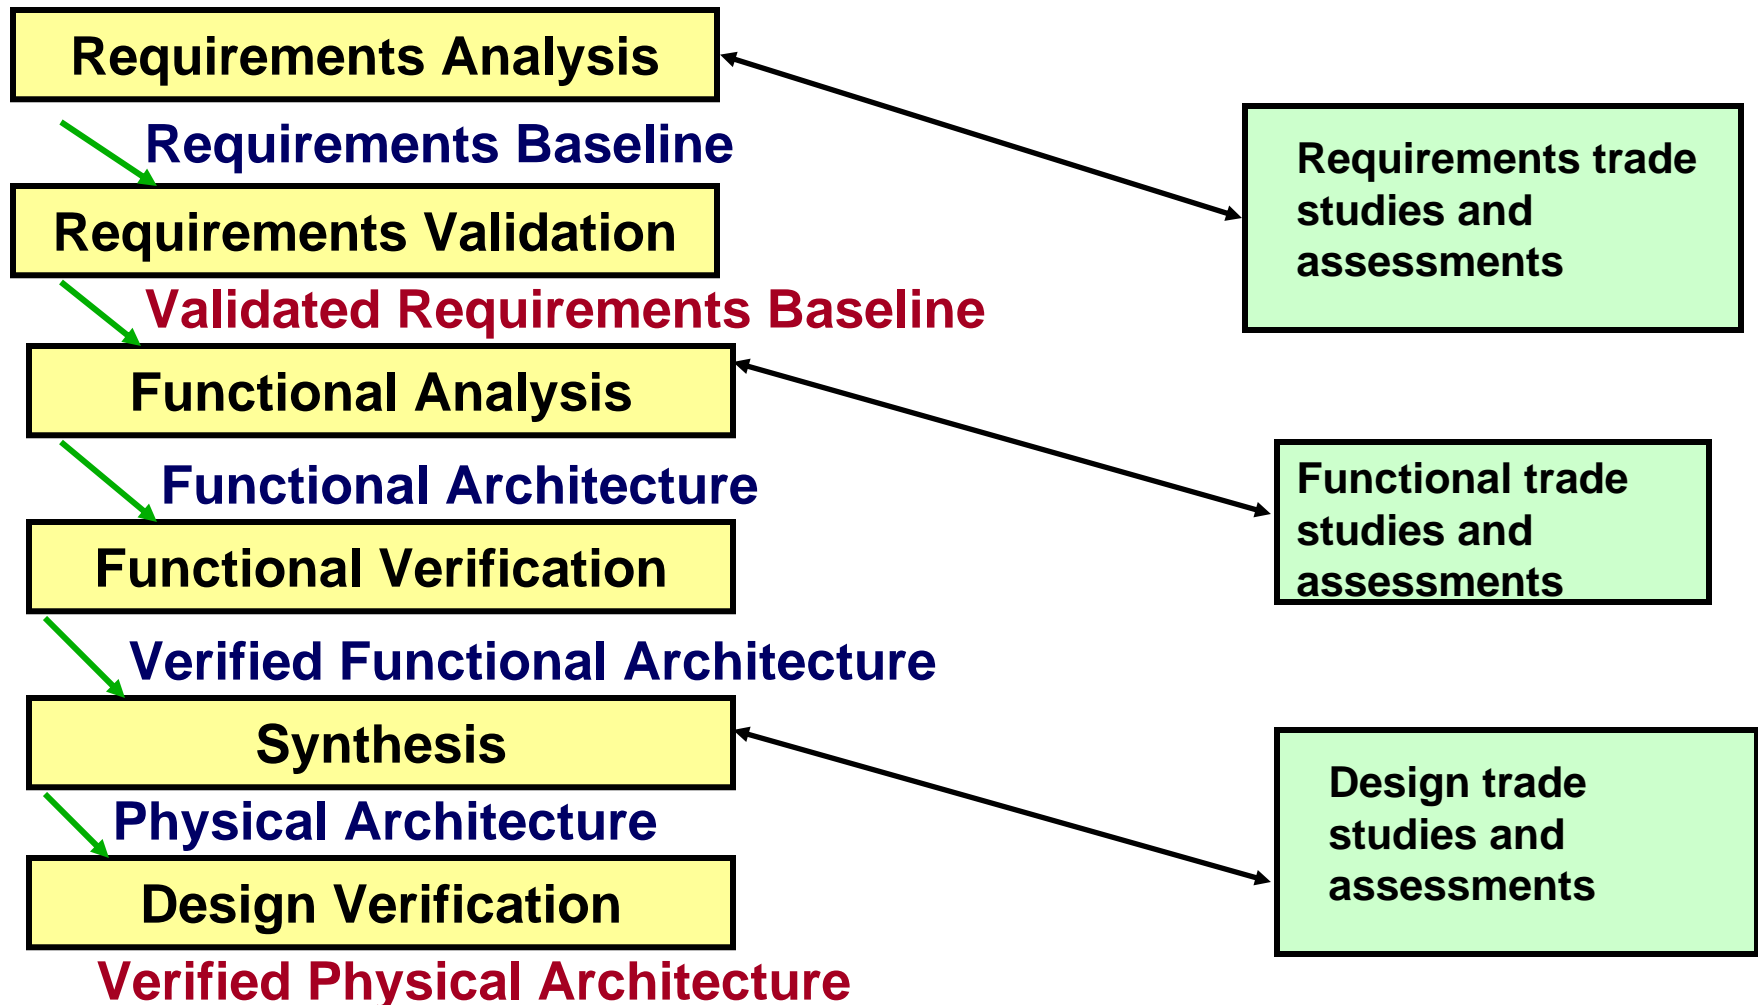 Requirements Analysis
Requirements Baseline
Requirements Validation
Validated Requirements Baseline
Functional Analysis
Functional Architecture
Functional Verification
Verified Functional Architecture
Synthesis
Physical Architecture
Design Verification
Verified Physical Architecture
Requirements trade
studies and
assessments
Functional trade
studies and
assessments
Design trade
studies and
assessments